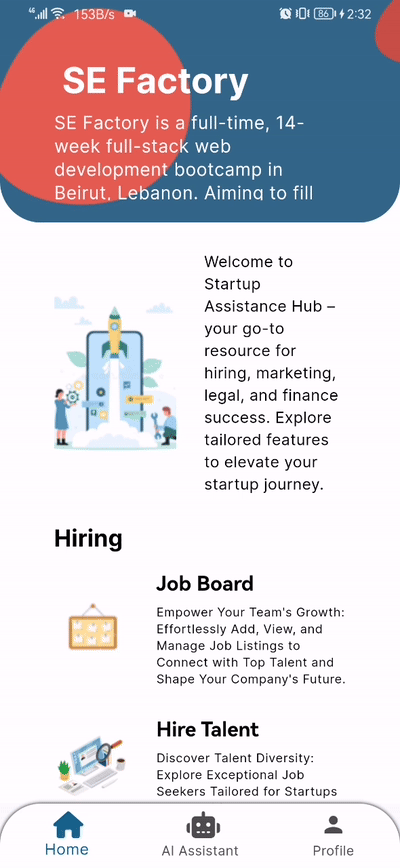 153B/s 86 2:32
SE Factory
SE Factory is a full-time, 14-
week full-stack web
development bootcamp in
Beirut, Lebanon. Aiming to fill
Welcome to
Startup
Assistance Hub –
your go-to
resource for
hiring, marketing,
legal, and finance
success. Explore
tailored features
to elevate your
startup journey.
Hiring
Job Board
Empower Your Team's Growth:
Effortlessly Add, View, and
Manage Job Listings to
Connect with Top Talent and
Shape Your Company's Future.
Hire Talent
Discover Talent Diversity:
Explore Exceptional Job
Seekers Tailored for Startups
Home AI Assistant Profile